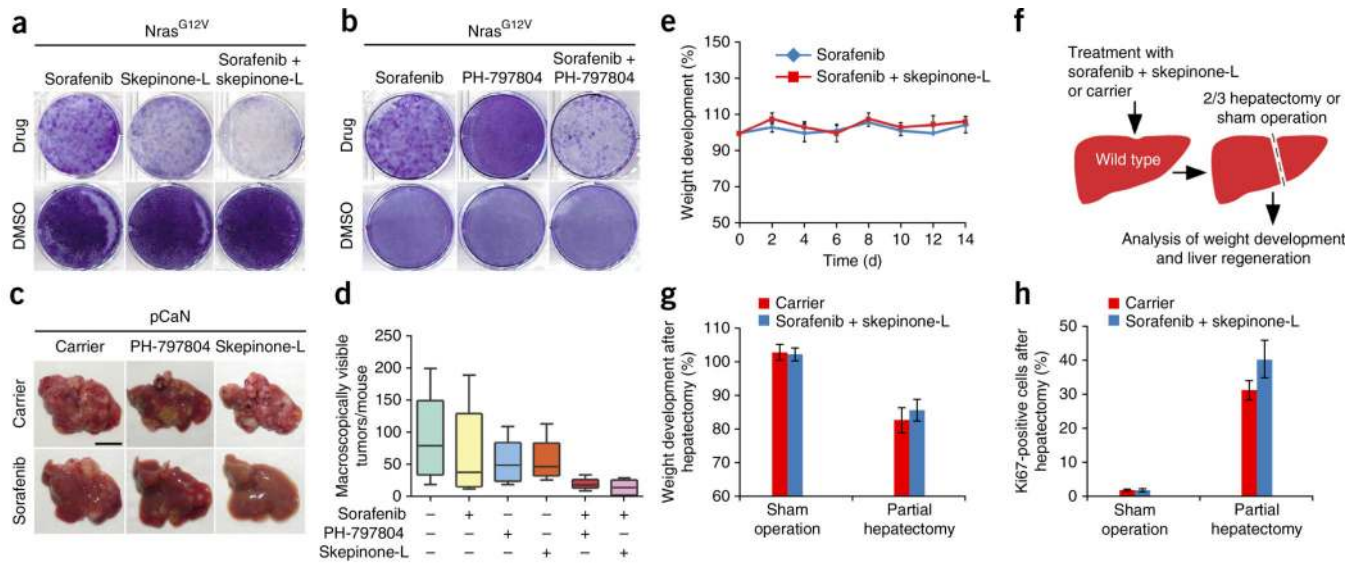 a
Nras^G12V
Sorafenib Skepinone-L Sorafenib + skepinone-L
Drug
DMSO
b
Nras^G12V
Sorafenib PH-797804 Sorafenib + PH-797804
Drug
DMSO
c
pCaN
Carrier PH-797804 Skepinone-L
Carrier
Sorafenib
d
Macroscopically visible
tumors/mouse
250
200
150
100
50
0
Sorafenib – + – – + +
PH-797804 – – + – + –
Skepinone-L – – – + – +
e
Weight development (%)
150
130
110
90
70
50
Sorafenib
Sorafenib + skepinone-L
0 2 4 6 8 10 12 14
Time (d)
f
Treatment with
sorafenib + skepinone-L
or carrier
2/3 hepatectomy or
sham operation
Wild type
Analysis of weight development
and liver regeneration
g
Carrier
Sorafenib + skepinone-L
Weight development after
hepatectomy (%)
110
100
90
80
70
60
Sham
operation
Partial
hepatectomy
h
Carrier
Sorafenib + skepinone-L
Ki67-positive cells after
hepatectomy (%)
50
40
30
20
10
0
Sham
operation
Partial
hepatectomy